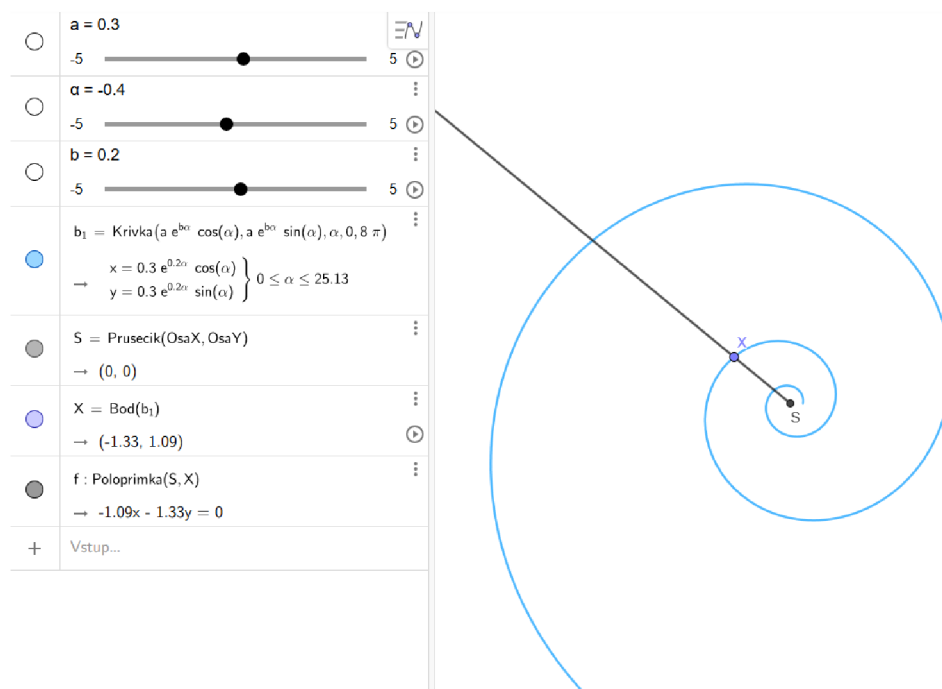 a = 0.3
-5 5
α = -0.4
-5 5
b = 0.2
-5 5
b₁ = Krivka(a e^(bα) cos(α), a e^(bα) sin(α), α, 0, 8 π)
→ x = 0.3 e^(0.2α) cos(α)
y = 0.3 e^(0.2α) sin(α) } 0 ≤ α ≤ 25.13
S = Prusecik(OsaX, OsaY)
→ (0, 0)
X = Bod(b₁)
→ (-1.33, 1.09)
f : Poloprimka(S, X)
→ -1.09x - 1.33y = 0
+ Vstup...
X
S